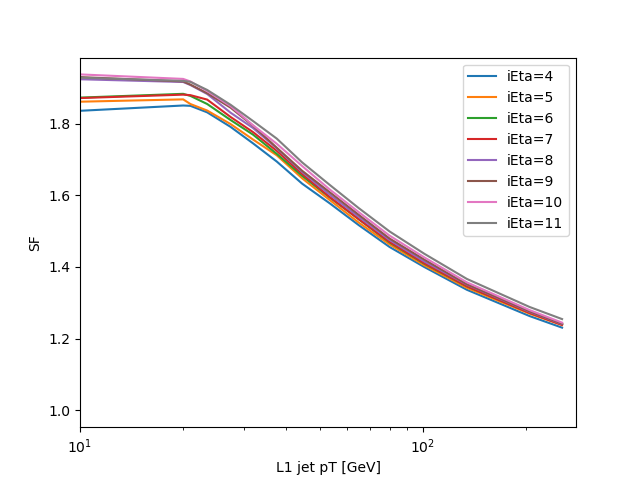 1.8
1.6
1.4
1.2
1.0
SF
10^1
10^2
L1 jet pT [GeV]
iEta=4
iEta=5
iEta=6
iEta=7
iEta=8
iEta=9
iEta=10
iEta=11